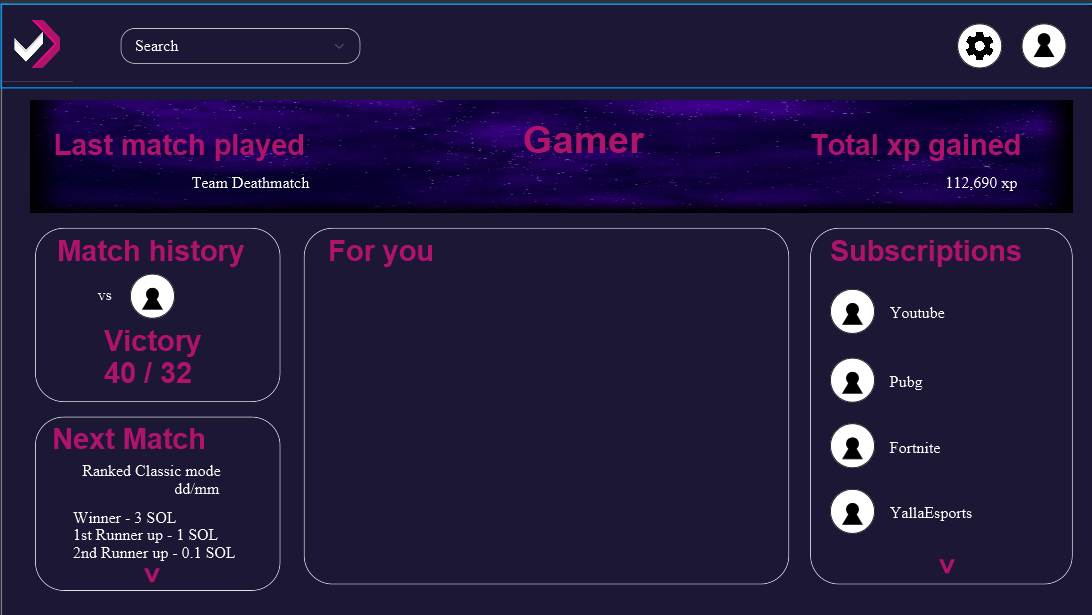 Search
Last match played
Team Deathmatch
Gamer
Total xp gained
112,690 xp
Match history
vs
Victory
40 / 32
Next Match
Ranked Classic mode
dd/mm
Winner - 3 SOL
1st Runner up - 1 SOL
2nd Runner up - 0.1 SOL
v
For you
Subscriptions
Youtube
Pubg
Fortnite
YallaEsports
v